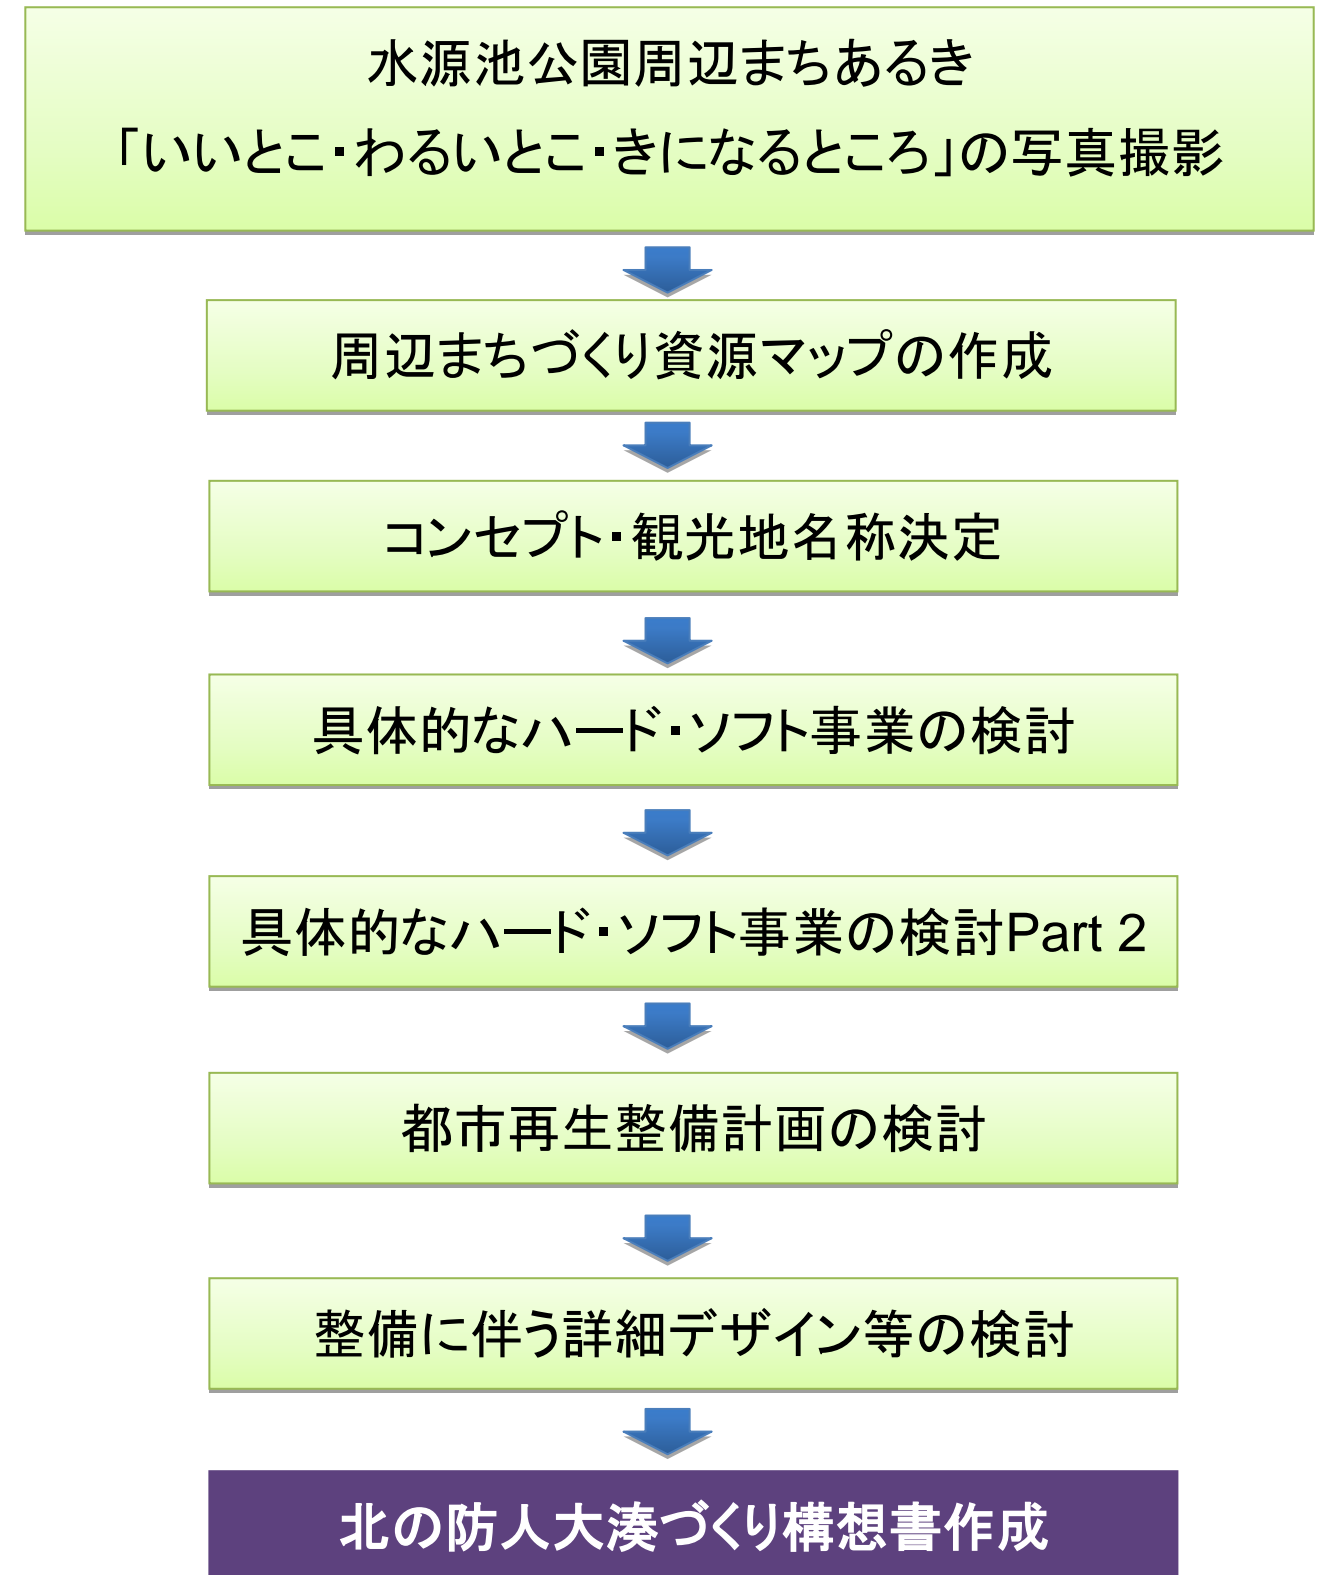 水源池公園周辺まちあるき
「いいとこ・わるいとこ・きになるところ」の写真撮影
周辺まちづくり資源マップの作成
コンセプト・観光地名称決定
具体的なハード・ソフト事業の検討
具体的なハード・ソフト事業の検討Part 2
都市再生整備計画の検討
整備に伴う詳細デザイン等の検討
北の防人大湊づくり構想書作成